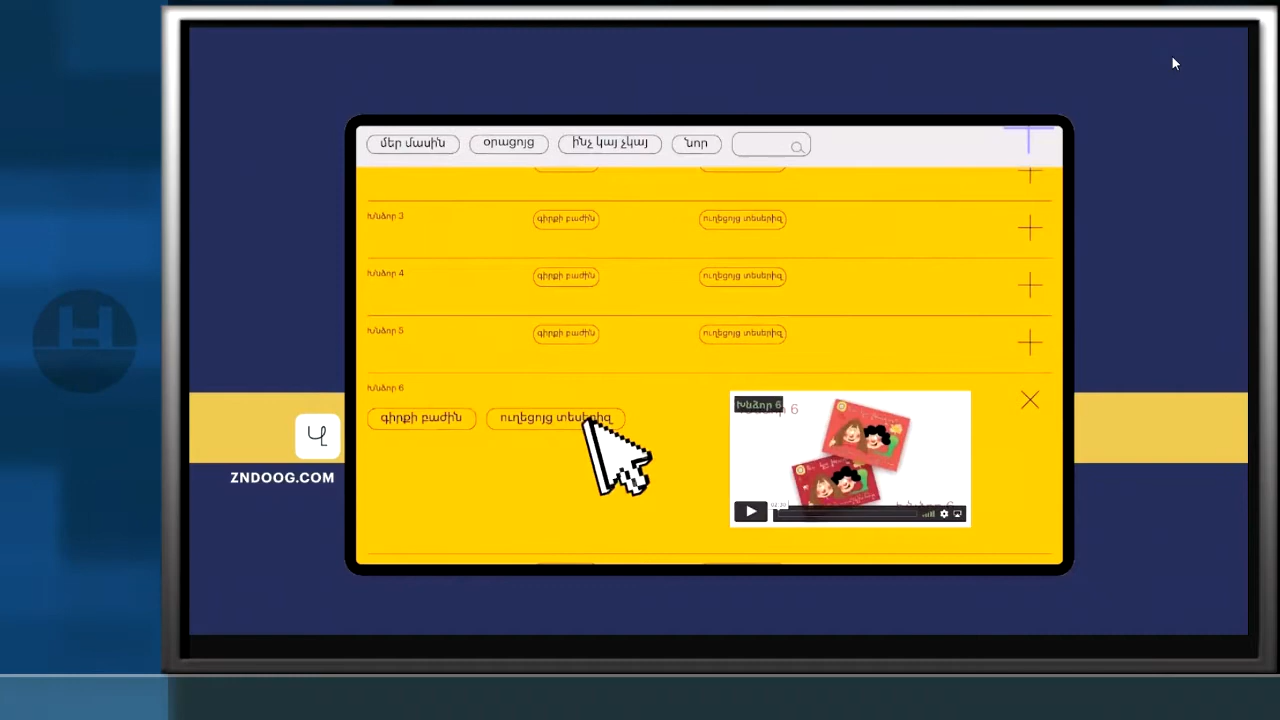 մեր մասին օրացոյց ինչ կայ չկայ նոր
Խնձոր 3 գիրքի բաժին ուղեցոյց տեսերիզ
Խնձոր 4 գիրքի բաժին ուղեցոյց տեսերիզ
Խնձոր 5 գիրքի բաժին ուղեցոյց տեսերիզ
Խնձոր 6
գիրքի բաժին ուղեցոյց տեսերիզ
Խնձոր 6
ZNDOOG.COM